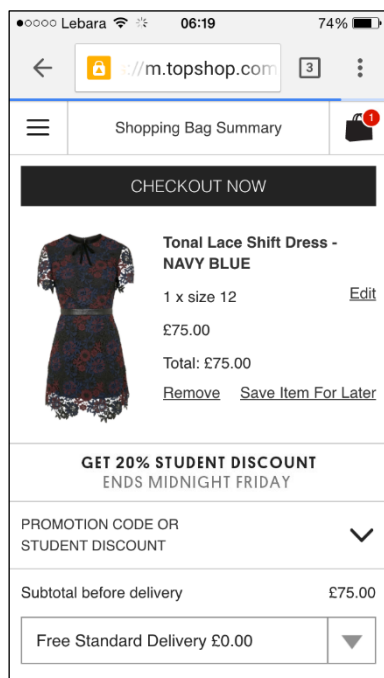 Lebara 06:19 74%
://m.topshop.com 3
Shopping Bag Summary 1
CHECKOUT NOW
Tonal Lace Shift Dress -
NAVY BLUE
1 x size 12 Edit
£75.00
Total: £75.00
Remove Save Item For Later
GET 20% STUDENT DISCOUNT
ENDS MIDNIGHT FRIDAY
PROMOTION CODE OR
STUDENT DISCOUNT
Subtotal before delivery £75.00
Free Standard Delivery £0.00